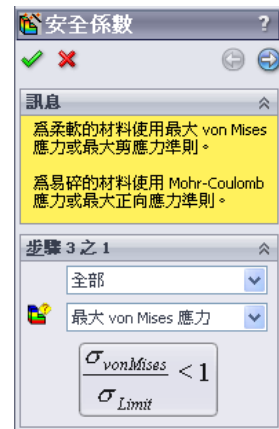 安全係數 ?
訊息
為柔軟的材料使用最大 von Mises
應力或最大剪應力準則。
為易碎的材料使用 Mohr-Coulomb
應力或最大正向應力準則。
步驟 3 之 1
全部
最大 von Mises 應力
σ_vonMises / σ_Limit < 1